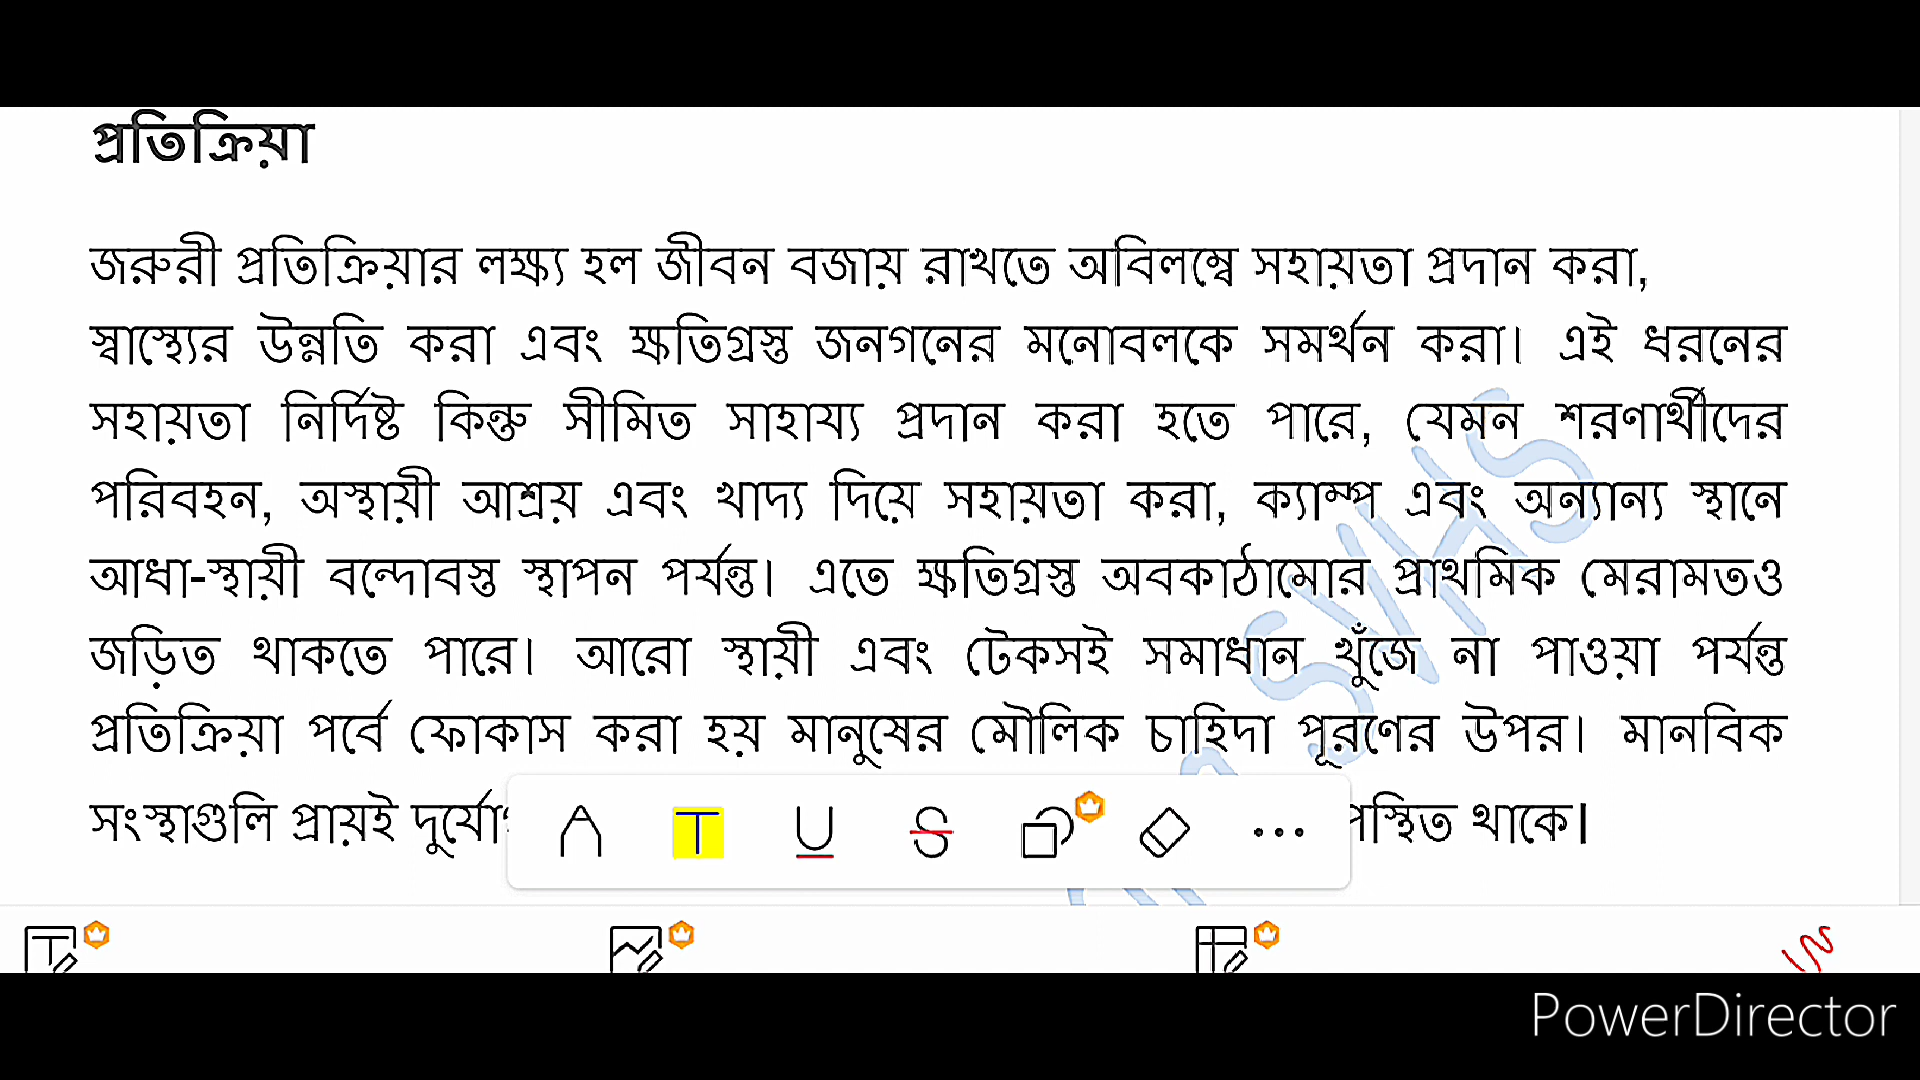 প্রতিক্রিয়া
জরুরী প্রতিক্রিয়ার লক্ষ্য হল জীবন বজায় রাখতে অবিলম্বে সহায়তা প্রদান করা,
স্বাস্থ্যের উন্নতি করা এবং ক্ষতিগ্রস্ত জনগনের মনোবলকে সমর্থন করা। এই ধরনের
সহায়তা নির্দিষ্ট কিন্তু সীমিত সাহায্য প্রদান করা হতে পারে, যেমন শরণার্থীদের
পরিবহন, অস্থায়ী আশ্রয় এবং খাদ্য দিয়ে সহায়তা করা, ক্যাম্প এবং অন্যান্য স্থানে
আধা-স্থায়ী বন্দোবস্ত স্থাপন পর্যন্ত। এতে ক্ষতিগ্রস্ত অবকাঠামোর প্রাথমিক মেরামতও
জড়িত থাকতে পারে। আরো স্থায়ী এবং টেকসই সমাধান খুঁজে না পাওয়া পর্যন্ত
প্রতিক্রিয়া পর্বে ফোকাস করা হয় মানুষের মৌলিক চাহিদা পূরণের উপর। মানবিক
সংস্থাগুলি প্রায়ই থাকে।
SVHS
PowerDirector